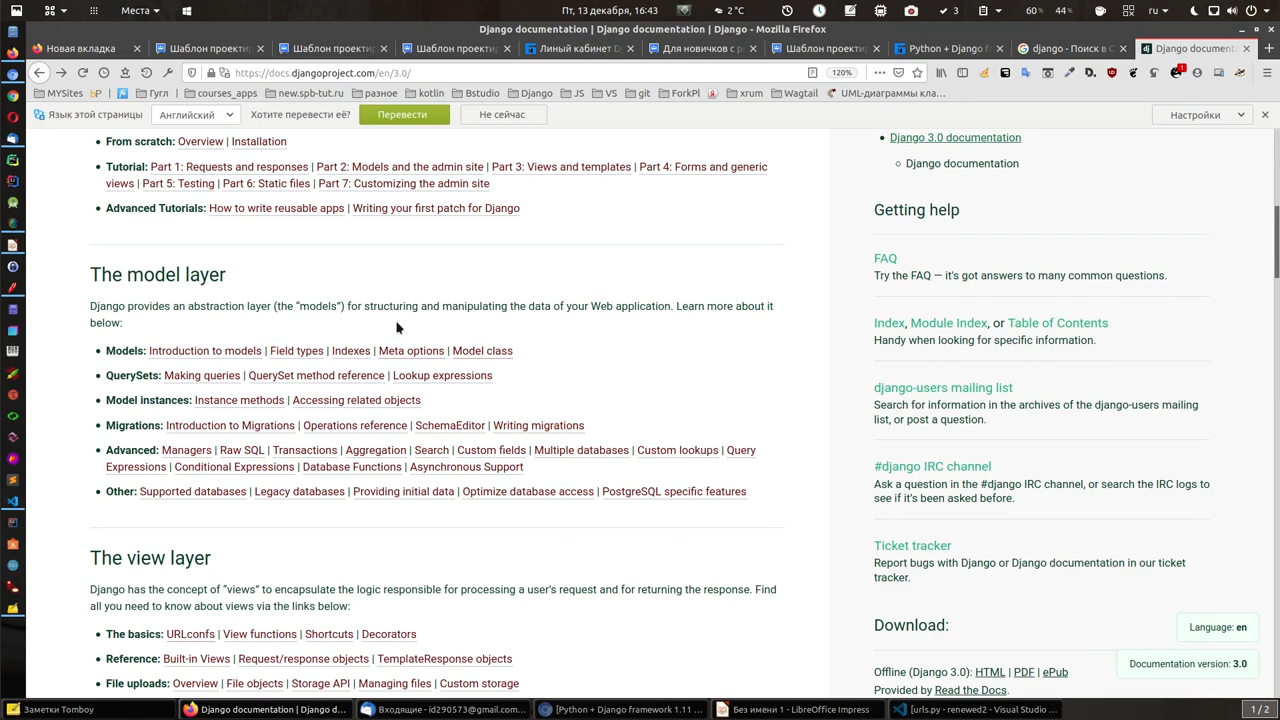 Места
Пт, 13 декабря, 16:43
2 °C
3
60%
44%
ru
Django documentation | Django documentation | Django - Mozilla Firefox
Новая вкладка
Шаблон проектир
Шаблон проектир
Шаблон проектир
Линый кабинет D
Для новичков с р
Шаблон проектир
Python + Django f
django - Поиск в G
Django document
https://docs.djangoproject.com/en/3.0/
120%
1
MYSites
bP
Гугл
courses_apps
new.spb-tut.ru
разное
kotlin
Bstudio
Django
JS
VS
git
ForkPl
xrum
Wagtail
UML-диаграммы кла…
Язык этой страницы
Английский
Хотите перевести её?
Перевести
Не сейчас
Настройки
From scratch: Overview | Installation
Tutorial: Part 1: Requests and responses | Part 2: Models and the admin site | Part 3: Views and templates | Part 4: Forms and generic
views | Part 5: Testing | Part 6: Static files | Part 7: Customizing the admin site
Advanced Tutorials: How to write reusable apps | Writing your first patch for Django
The model layer
Django provides an abstraction layer (the “models”) for structuring and manipulating the data of your Web application. Learn more about it
below:
Models: Introduction to models | Field types | Indexes | Meta options | Model class
QuerySets: Making queries | QuerySet method reference | Lookup expressions
Model instances: Instance methods | Accessing related objects
Migrations: Introduction to Migrations | Operations reference | SchemaEditor | Writing migrations
Advanced: Managers | Raw SQL | Transactions | Aggregation | Search | Custom fields | Multiple databases | Custom lookups | Query
Expressions | Conditional Expressions | Database Functions | Asynchronous Support
Other: Supported databases | Legacy databases | Providing initial data | Optimize database access | PostgreSQL specific features
The view layer
Django has the concept of “views” to encapsulate the logic responsible for processing a user’s request and for returning the response. Find
all you need to know about views via the links below:
The basics: URLconfs | View functions | Shortcuts | Decorators
Reference: Built-in Views | Request/response objects | TemplateResponse objects
File uploads: Overview | File objects | Storage API | Managing files | Custom storage
Django 3.0 documentation
Django documentation
Getting help
FAQ
Try the FAQ — it's got answers to many common questions.
Index, Module Index, or Table of Contents
Handy when looking for specific information.
django-users mailing list
Search for information in the archives of the django-users mailing
list, or post a question.
#django IRC channel
Ask a question in the #django IRC channel, or search the IRC logs to
see if it’s been asked before.
Ticket tracker
Report bugs with Django or Django documentation in our ticket
tracker.
Download:
Language: en
Documentation version: 3.0
Offline (Django 3.0): HTML | PDF | ePub
Provided by Read the Docs.
Заметки Tomboy
Django documentation | Django d…
Входящие - id290573@gmail.com…
[Python + Django framework 1.11 …
Без имени 1 - LibreOffice Impress
[urls.py - renewed2 - Visual Studio …
1 / 2